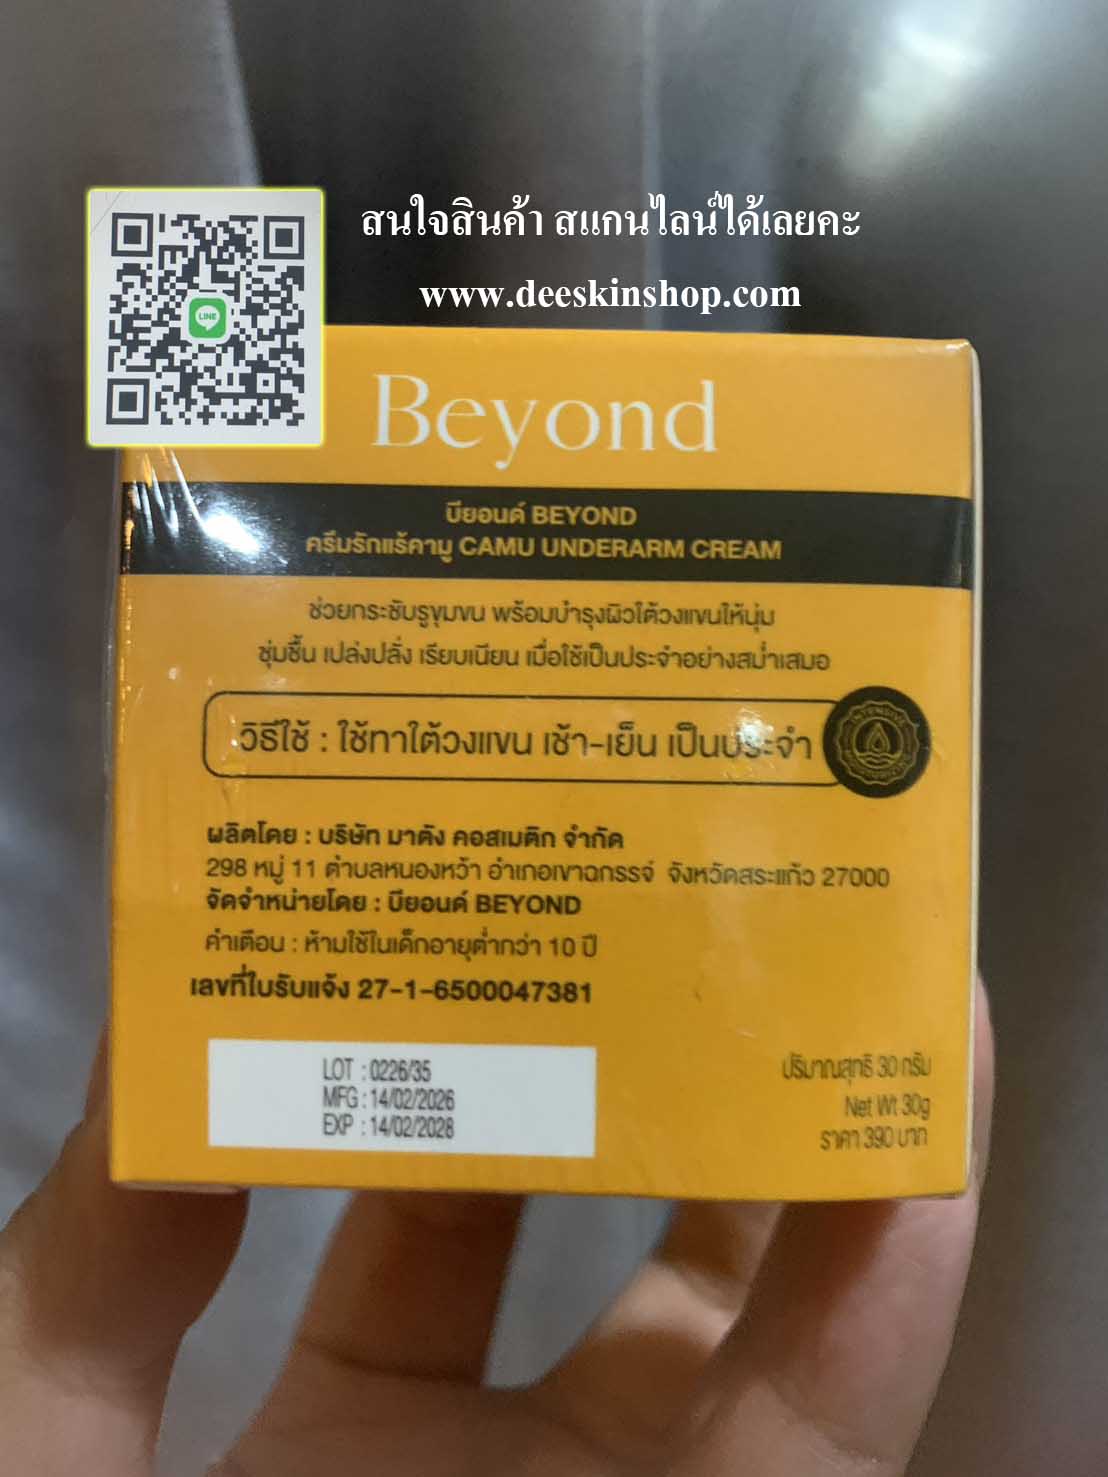 สนใจสินค้า สแกนไลน์ได้เลยคะ
www.deeskinshop.com
LINE
Beyond
บียอนด์ BEYOND
ครีมรักแร้คามู CAMU UNDERARM CREAM
ช่วยกระชับรูขุมขน พร้อมบำรุงผิวใต้วงแขนให้นุ่ม
ชุ่มชื้น เปล่งปลั่ง เรียบเนียน เมื่อใช้เป็นประจำอย่างสม่ำเสมอ
วิธีใช้ : ใช้ทาใต้วงแขน เช้า-เย็น เป็นประจำ
ผลิตโดย : บริษัท มาดัง คอสเมติก จำกัด
298 หมู่ 11 ตำบลหนองหว้า อำเภอเขาฉกรรจ์ จังหวัดสระแก้ว 27000
จัดจำหน่ายโดย : บียอนด์ BEYOND
คำเตือน : ห้ามใช้ในเด็กอายุต่ำกว่า 10 ปี
เลขที่ใบรับแจ้ง 27-1-6500047381
LOT : 0226/35
MFG : 14/02/2026
EXP : 14/02/2028
ปริมาณสุทธิ 30 กรัม
Net Wt 30g
ราคา 390 บาท